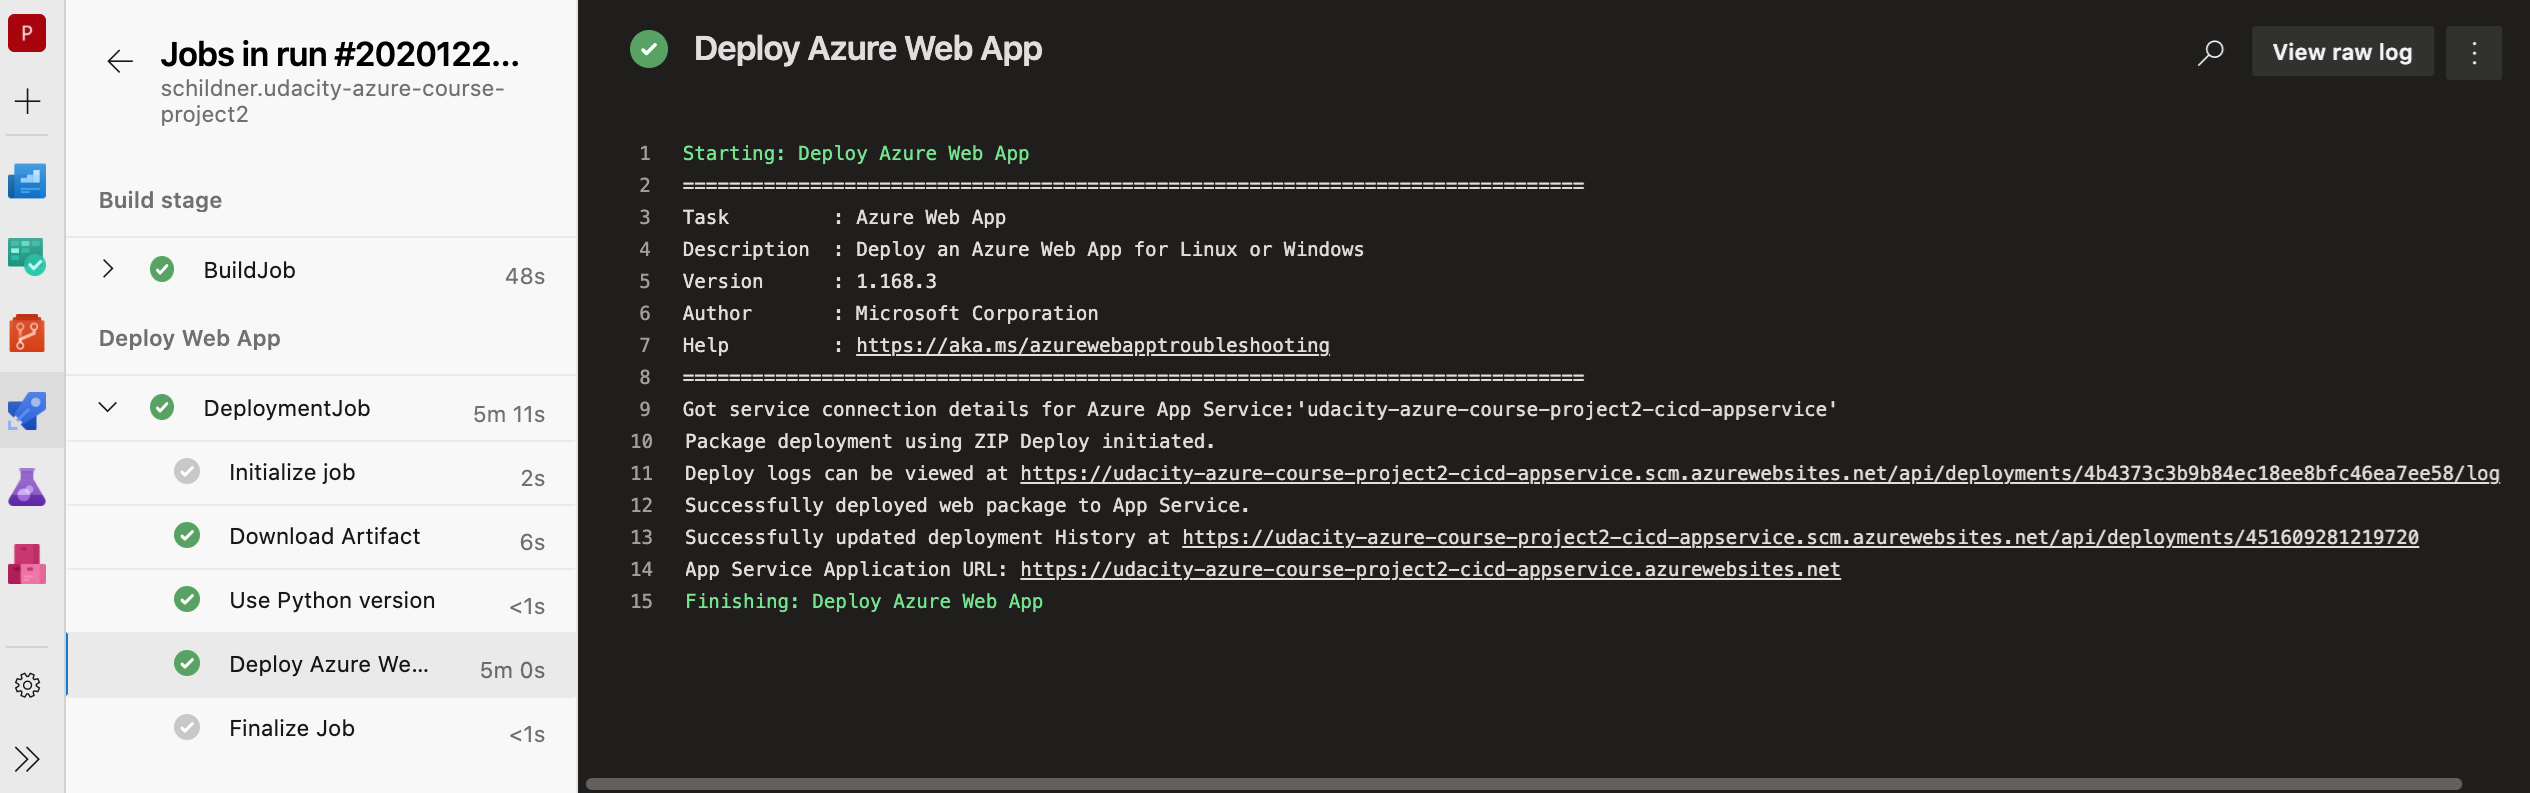 P
Jobs in run #2020122...
schildner.udacity-azure-course-
project2
Build stage
BuildJob 48s
Deploy Web App
DeploymentJob 5m 11s
Initialize job 2s
Download Artifact 6s
Use Python version <1s
Deploy Azure We... 5m 0s
Finalize Job <1s
Deploy Azure Web App
View raw log
1 Starting: Deploy Azure Web App
2 ==============================================================================
3 Task : Azure Web App
4 Description : Deploy an Azure Web App for Linux or Windows
5 Version : 1.168.3
6 Author : Microsoft Corporation
7 Help : https://aka.ms/azurewebapptroubleshooting
8 ==============================================================================
9 Got service connection details for Azure App Service:'udacity-azure-course-project2-cicd-appservice'
10 Package deployment using ZIP Deploy initiated.
11 Deploy logs can be viewed at https://udacity-azure-course-project2-cicd-appservice.scm.azurewebsites.net/api/deployments/4b4373c3b9b84ec18ee8bfc46ea7ee58/log
12 Successfully deployed web package to App Service.
13 Successfully updated deployment History at https://udacity-azure-course-project2-cicd-appservice.scm.azurewebsites.net/api/deployments/451609281219720
14 App Service Application URL: https://udacity-azure-course-project2-cicd-appservice.azurewebsites.net
15 Finishing: Deploy Azure Web App